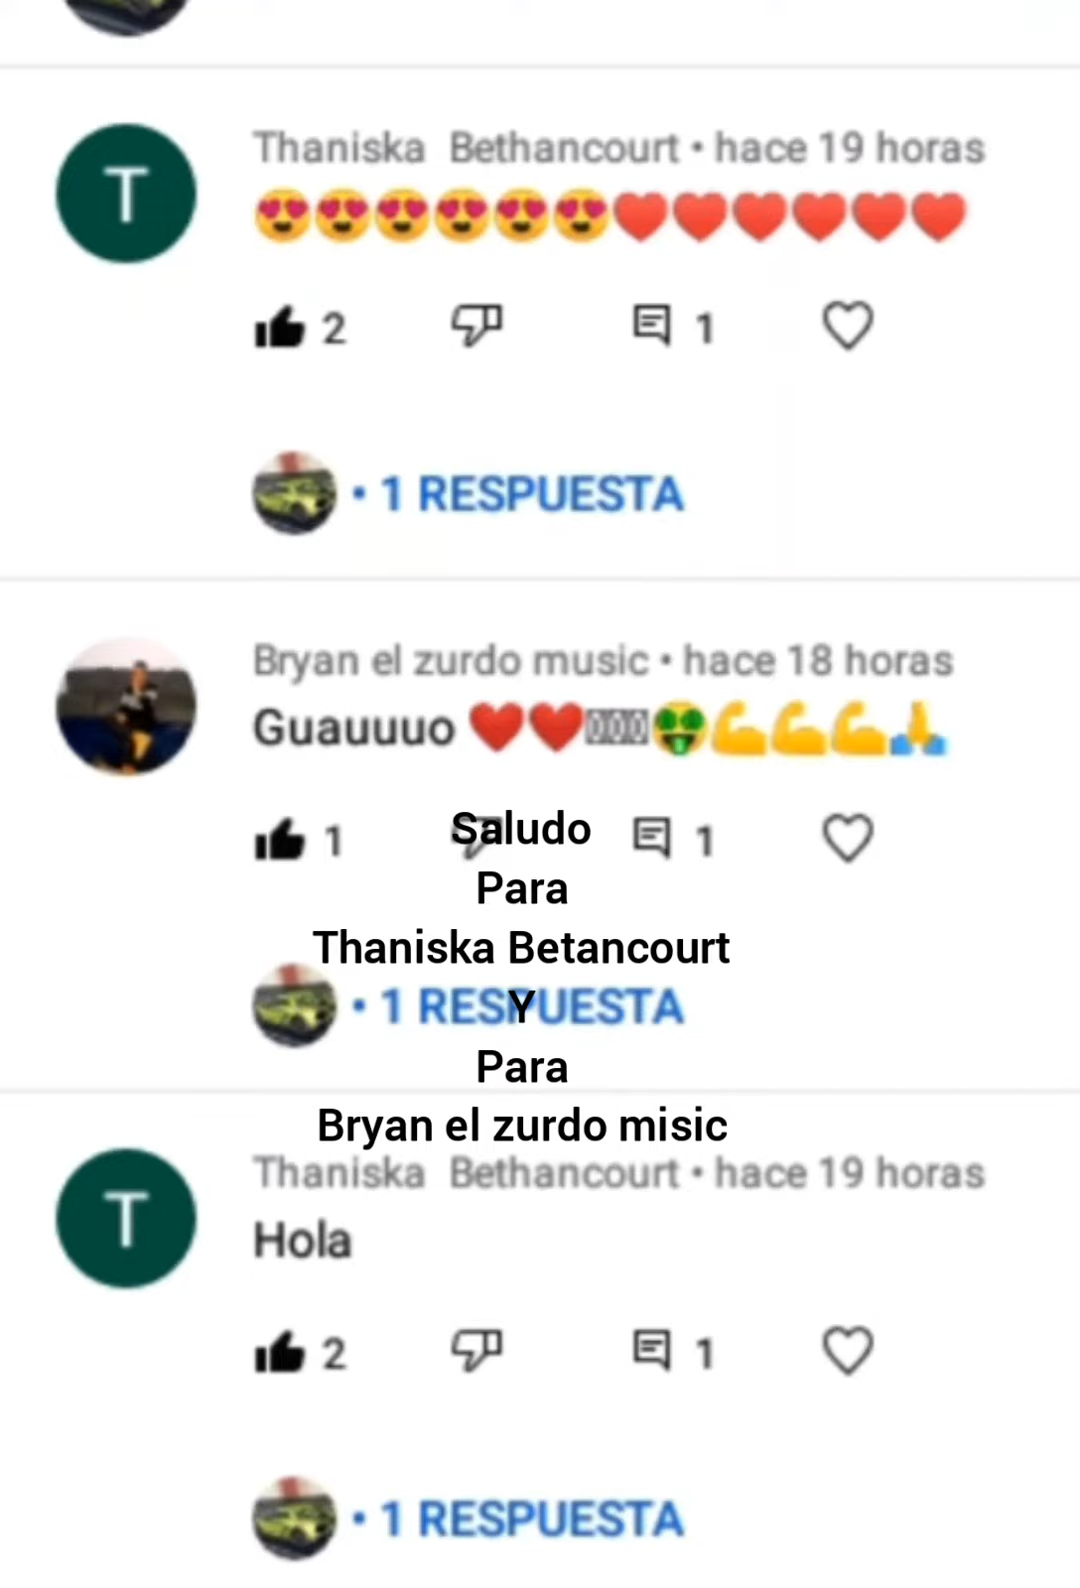 T
Thaniska Bethancourt • hace 19 horas
😍😍😍😍😍😍❤️❤️❤️❤️❤️❤️
2 1
• 1 RESPUESTA
Bryan el zurdo music • hace 18 horas
Guauuuo ❤️❤️🤑💪💪💪🙏
1 1
Saludo
Para
Thaniska Betancourt
• 1 RESPUESTA
Y
Para
Bryan el zurdo misic
T
Thaniska Bethancourt • hace 19 horas
Hola
2 1
• 1 RESPUESTA